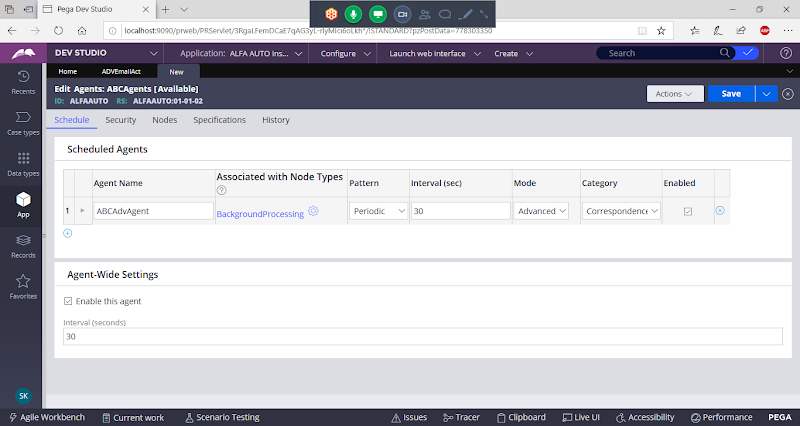 Pega Dev Studio
localhost:9090/prweb/PRServlet/3RgaLFemDCaE7qAG3yL-rlyMlci6oLkh*/!STANDARD?pzPostData=778303350
DEV STUDIO
Application: ALFA AUTO Ins...
Configure
Launch web interface
Create
Search
Home
ADVEmailAct
New
Edit Agents: ABCAgents [Available]
ID: ALFAAUTO RS: ALFAAUTO:01-01-02
Actions
Save
Recents
Case types
Data types
App
Records
Favorites
SK
Schedule
Security
Nodes
Specifications
History
Scheduled Agents
Agent Name
Associated with Node Types
Pattern
Interval (sec)
Mode
Category
Enabled
1
ABCAdvAgent
BackgroundProcessing
Periodic
30
Advanced
Correspondence
Agent-Wide Settings
Enable this agent
Interval (seconds)
30
Agile Workbench
Current work
Scenario Testing
Issues
Tracer
Clipboard
Live UI
Accessibility
Performance
PEGA